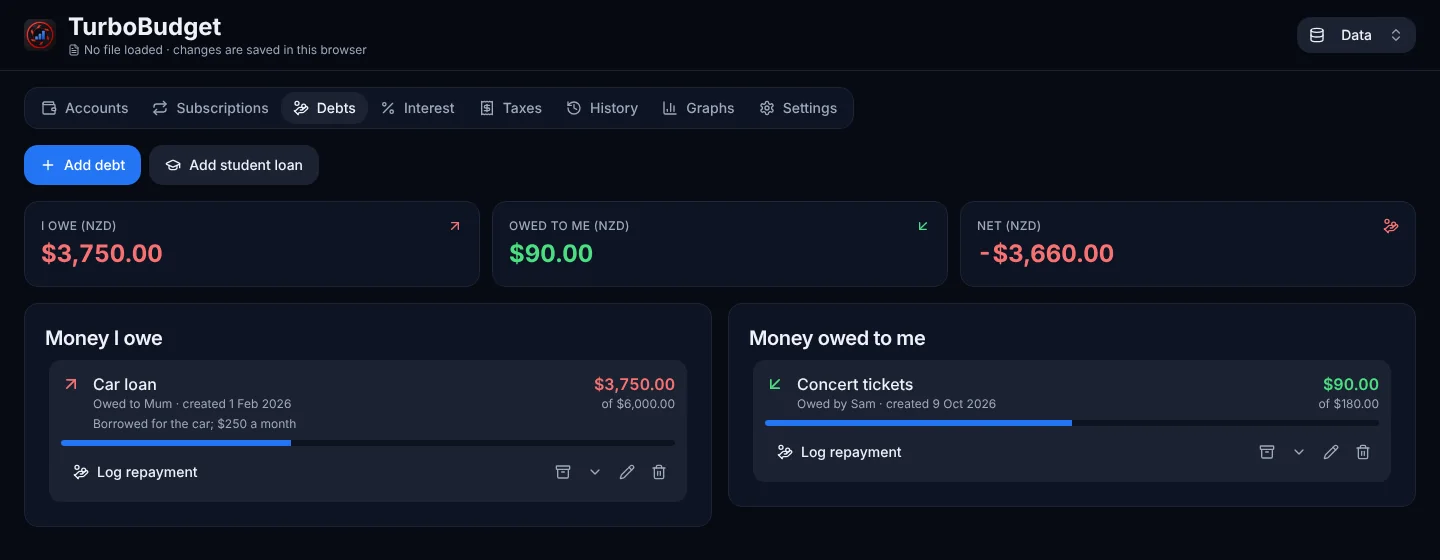 TurboBudget
No file loaded · changes are saved in this browser
Data
Accounts
Subscriptions
Debts
Interest
Taxes
History
Graphs
Settings
Add debt
Add student loan
I OWE (NZD)
$3,750.00
OWED TO ME (NZD)
$90.00
NET (NZD)
-$3,660.00
Money I owe
Car loan
$3,750.00
Owed to Mum · created 1 Feb 2026
of $6,000.00
Borrowed for the car; $250 a month
Log repayment
Money owed to me
Concert tickets
$90.00
Owed by Sam · created 9 Oct 2026
of $180.00
Log repayment